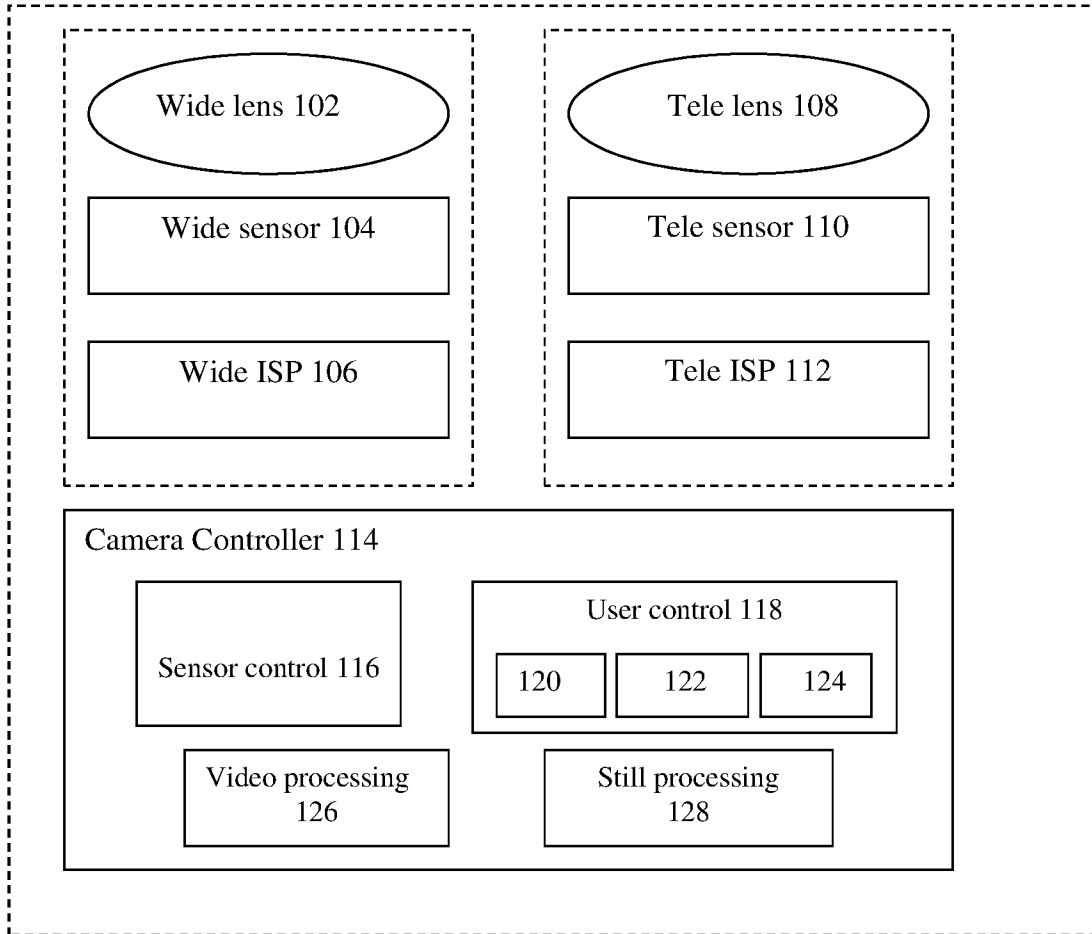 Wide lens 102
Tele lens 108
Wide sensor 104
Tele sensor 110
Wide ISP 106
Tele ISP 112
Camera Controller 114
Sensor control 116
User control 118
120
122
124
Video processing
126
Still processing
128